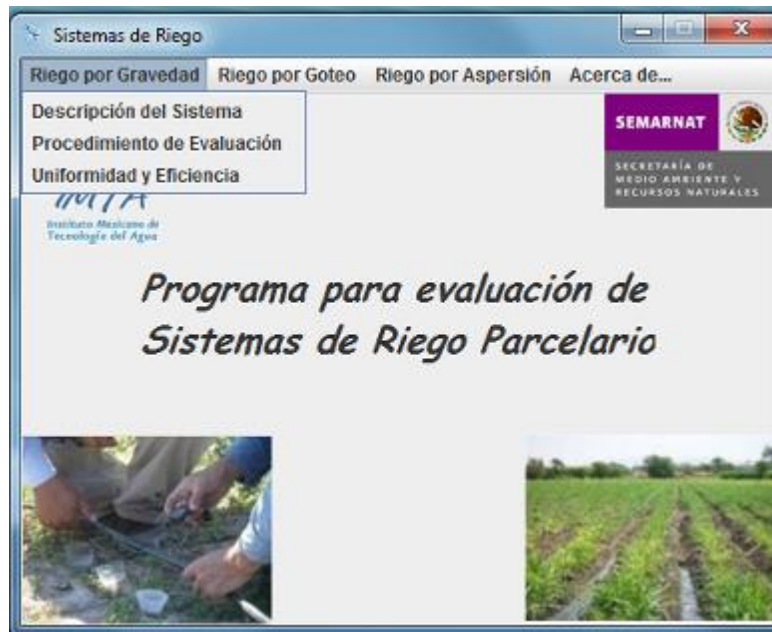 Sistemas de Riego
Riego por Gravedad Riego por Goteo Riego por Aspersión Acerca de...
Descripción del Sistema
Procedimiento de Evaluación
Uniformidad y Eficiencia
SEMARNAT
SECRETARÍA DE
MEDIO AMBIENTE Y
RECURSOS NATURALES
IMTA
Instituto Mexicano de
Tecnología del Agua
Programa para evaluación de
Sistemas de Riego Parcelario